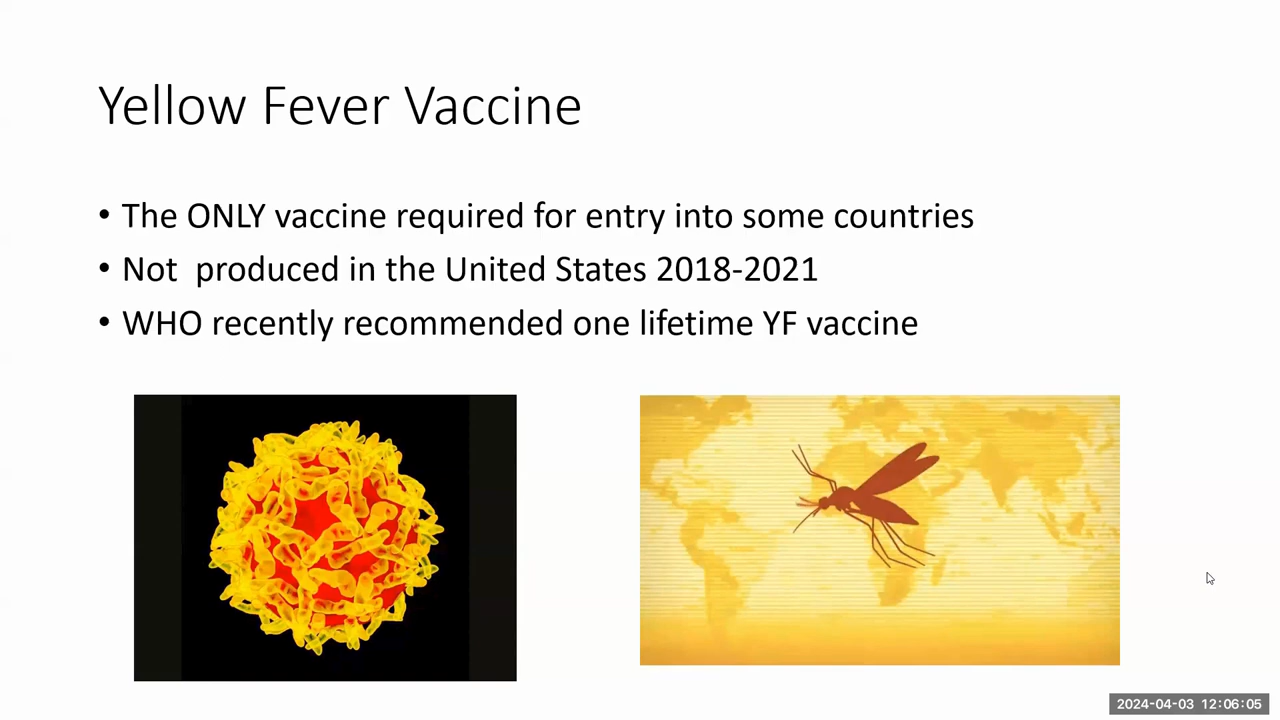 Yellow Fever Vaccine
• The ONLY vaccine required for entry into some countries
• Not  produced in the United States 2018-2021
• WHO recently recommended one lifetime YF vaccine
2024-04-03 12:06:05